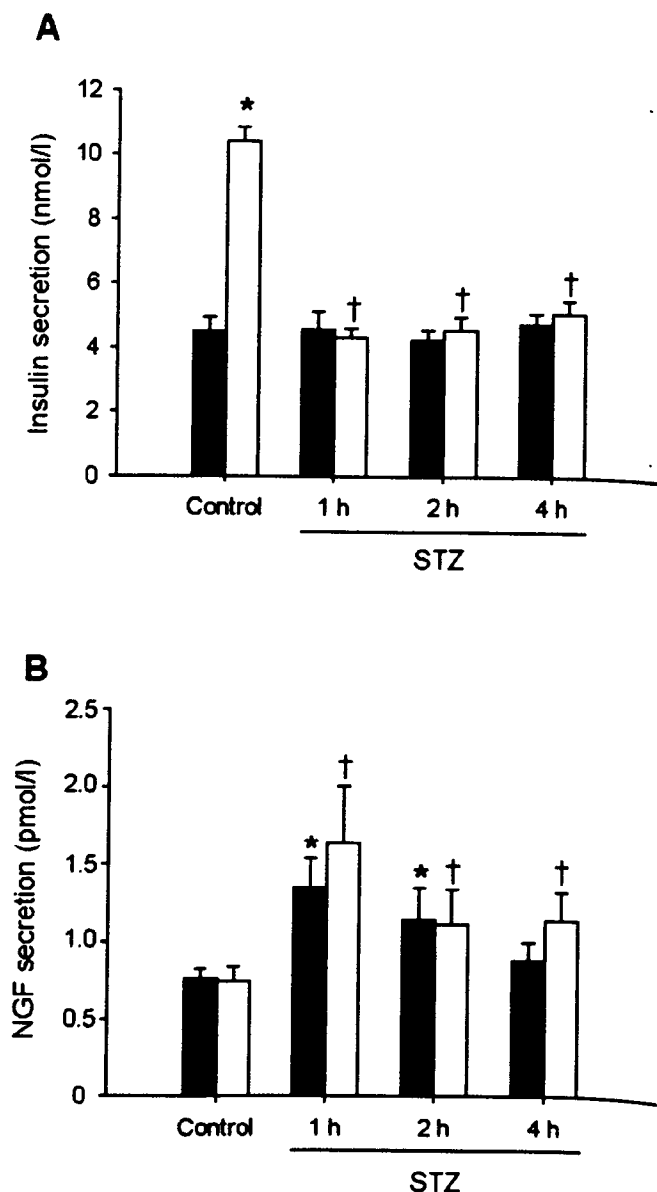 A
Insulin secretion (nmol/l)
12
10
8
6
4
2
0
*
†
†
†
Control
1 h
2 h
4 h
STZ
B
NGF secretion (pmol/l)
2.5
2.0
1.5
1.0
0.5
0
*
†
*
†
†
Control
1 h
2 h
4 h
STZ